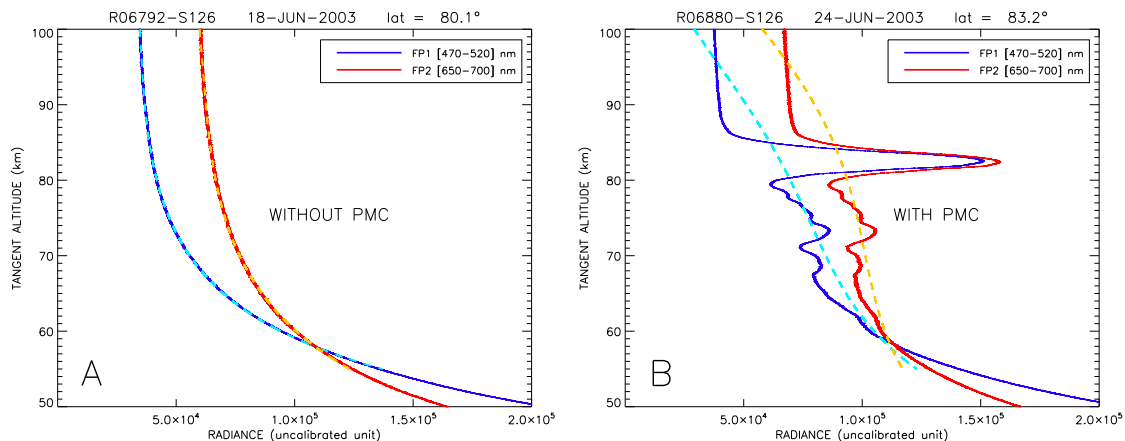 R06792-S126 18-JUN-2003 lat = 80.1°
100
90
80
70
60
50
TANGENT ALTITUDE (km)
FP1 [470-520] nm
FP2 [650-700] nm
WITHOUT PMC
A
5.0×10⁴ 1.0×10⁵ 1.5×10⁵ 2.0×10⁵
RADIANCE (uncalibrated unit)
R06880-S126 24-JUN-2003 lat = 83.2°
100
90
80
70
60
50
TANGENT ALTITUDE (km)
FP1 [470-520] nm
FP2 [650-700] nm
WITH PMC
B
5.0×10⁴ 1.0×10⁵ 1.5×10⁵ 2.0×10⁵
RADIANCE (uncalibrated unit)